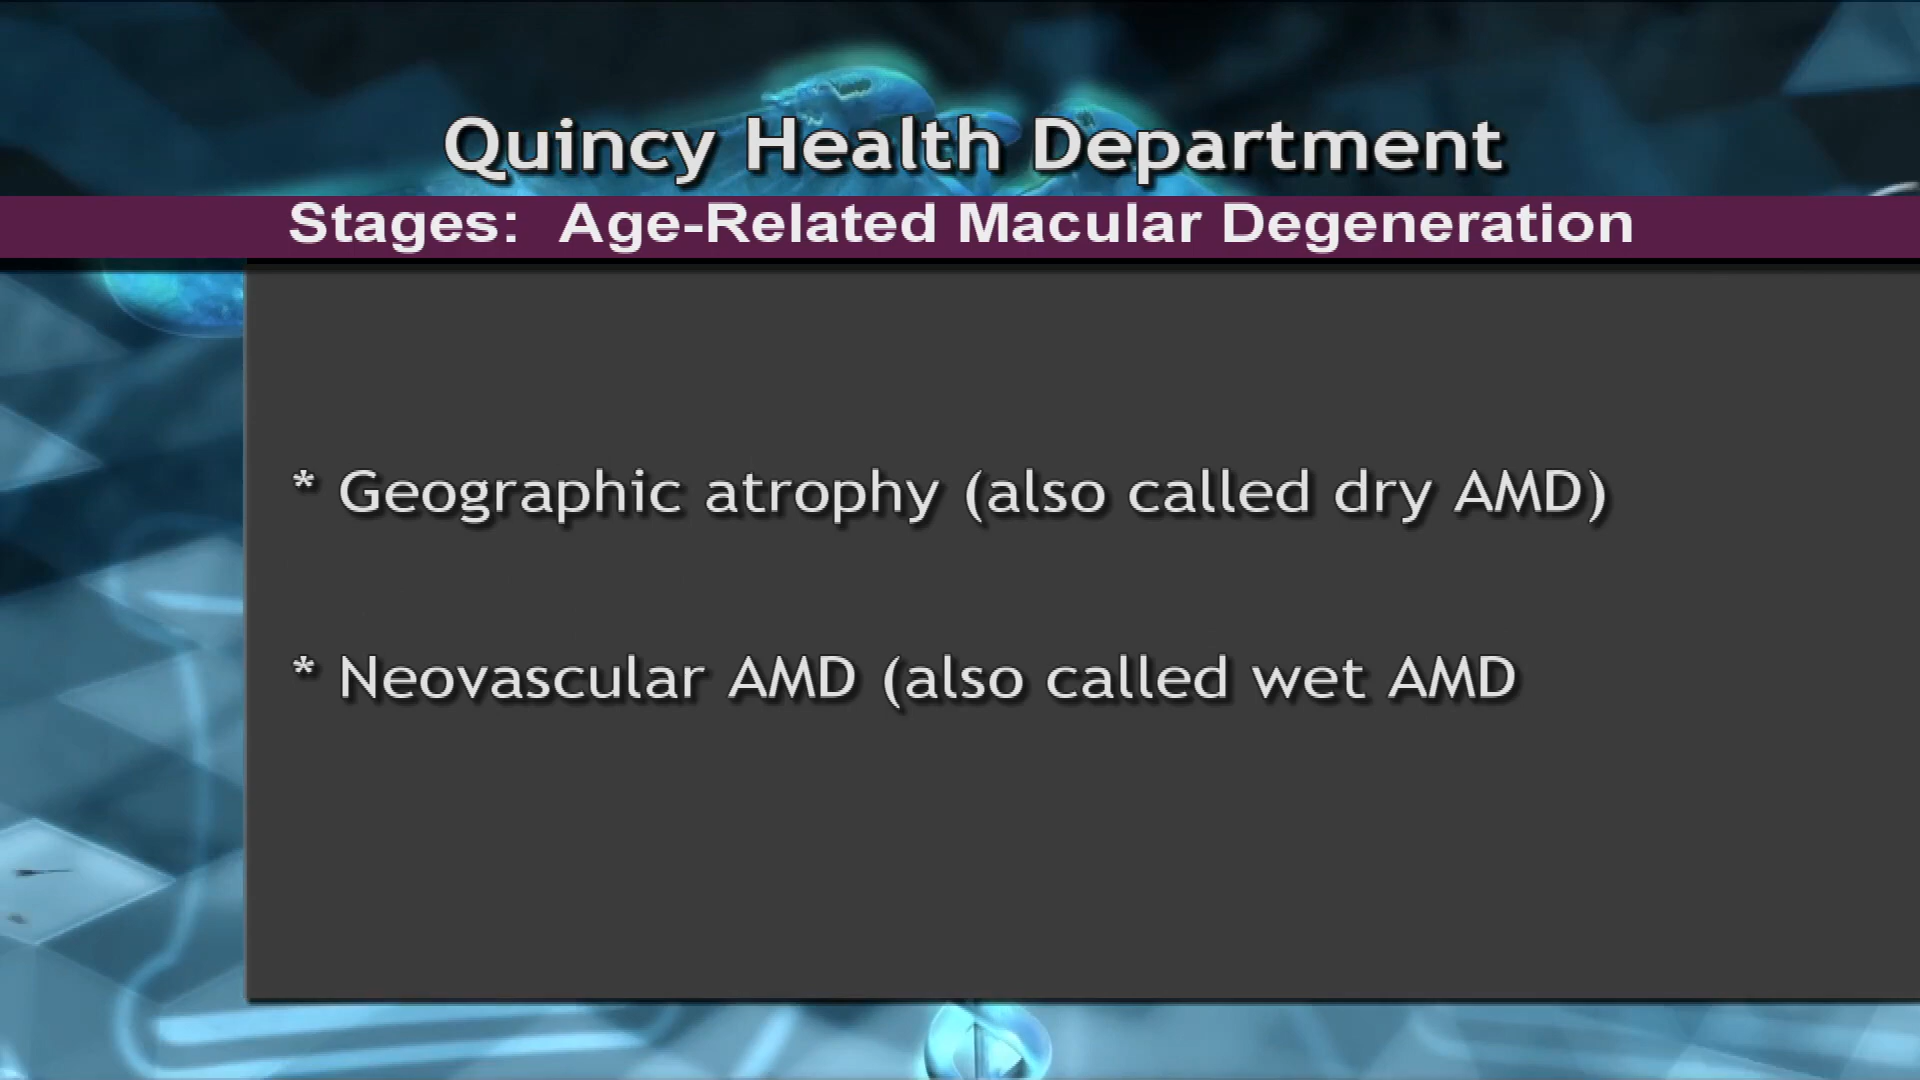 Quincy Health Department
Stages:  Age-Related Macular Degeneration
* Geographic atrophy (also called dry AMD)
* Neovascular AMD (also called wet AMD